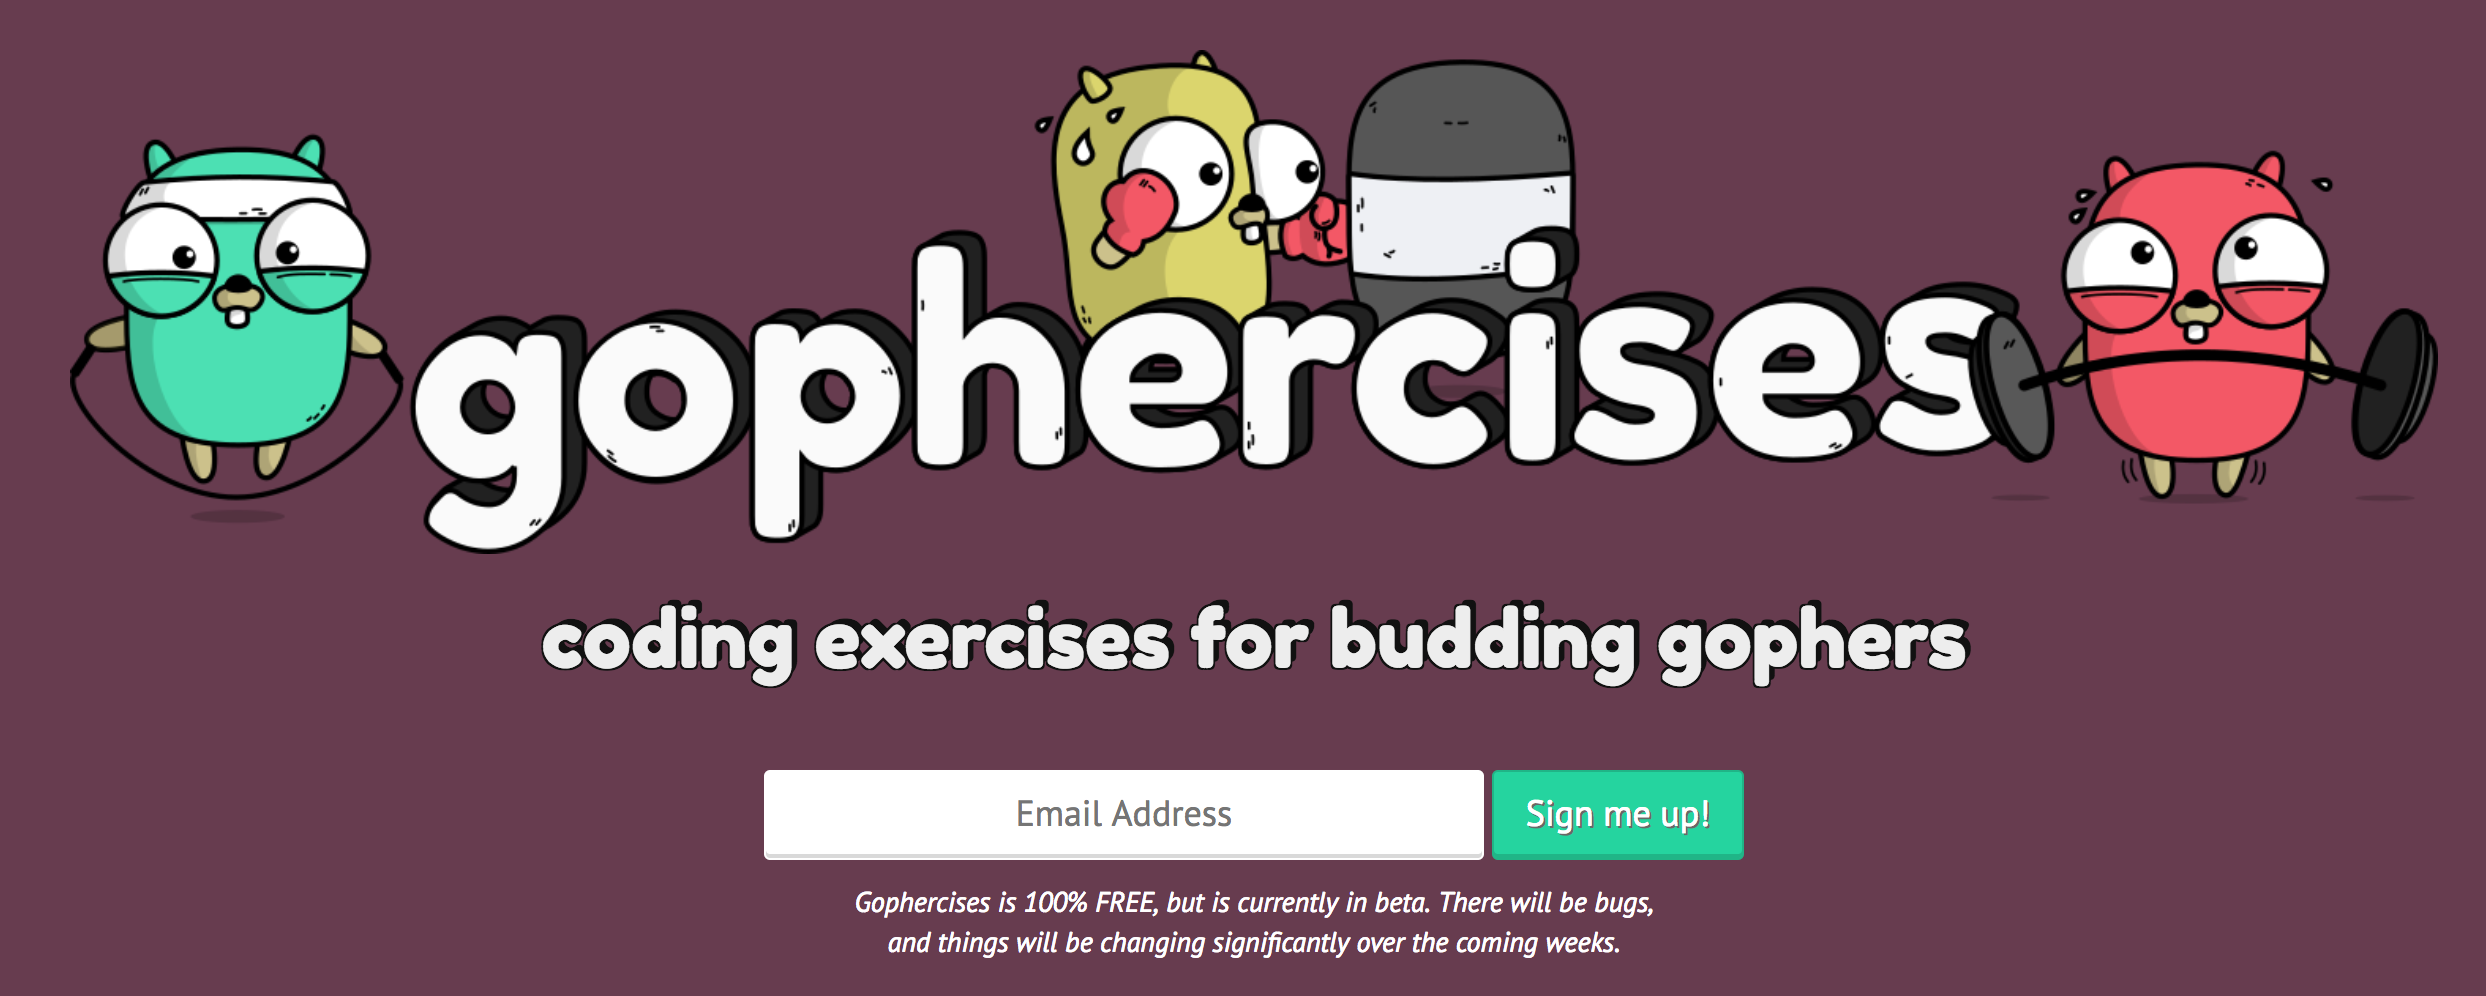 gophercises
coding exercises for budding gophers
Email Address
Sign me up!
Gophercises is 100% FREE, but is currently in beta. There will be bugs,
and things will be changing significantly over the coming weeks.